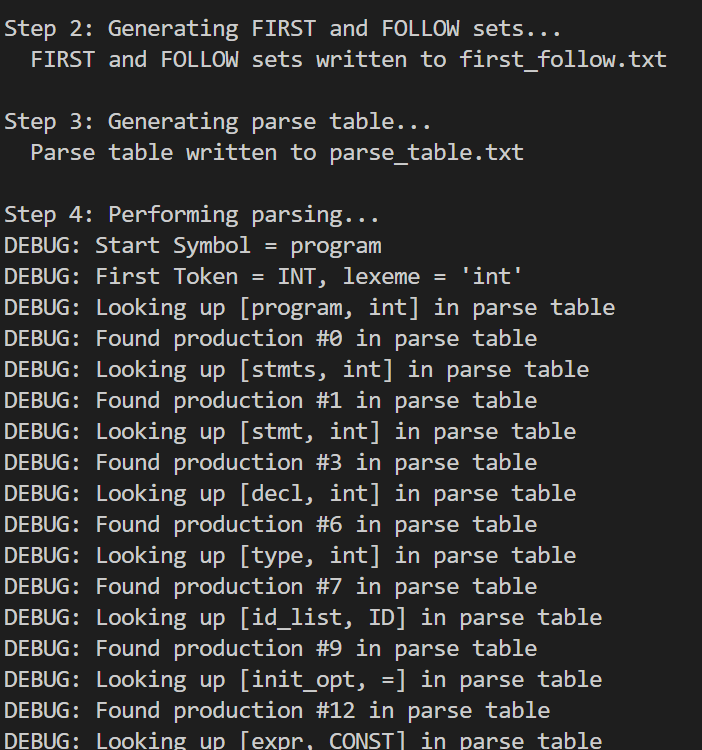 Step 2: Generating FIRST and FOLLOW sets...
FIRST and FOLLOW sets written to first_follow.txt
Step 3: Generating parse table...
Parse table written to parse_table.txt
Step 4: Performing parsing...
DEBUG: Start Symbol = program
DEBUG: First Token = INT, lexeme = 'int'
DEBUG: Looking up [program, int] in parse table
DEBUG: Found production #0 in parse table
DEBUG: Looking up [stmts, int] in parse table
DEBUG: Found production #1 in parse table
DEBUG: Looking up [stmt, int] in parse table
DEBUG: Found production #3 in parse table
DEBUG: Looking up [decl, int] in parse table
DEBUG: Found production #6 in parse table
DEBUG: Looking up [type, int] in parse table
DEBUG: Found production #7 in parse table
DEBUG: Looking up [id_list, ID] in parse table
DEBUG: Found production #9 in parse table
DEBUG: Looking up [init_opt, =] in parse table
DEBUG: Found production #12 in parse table
DEBUG: Looking up [expr, CONST] in parse table